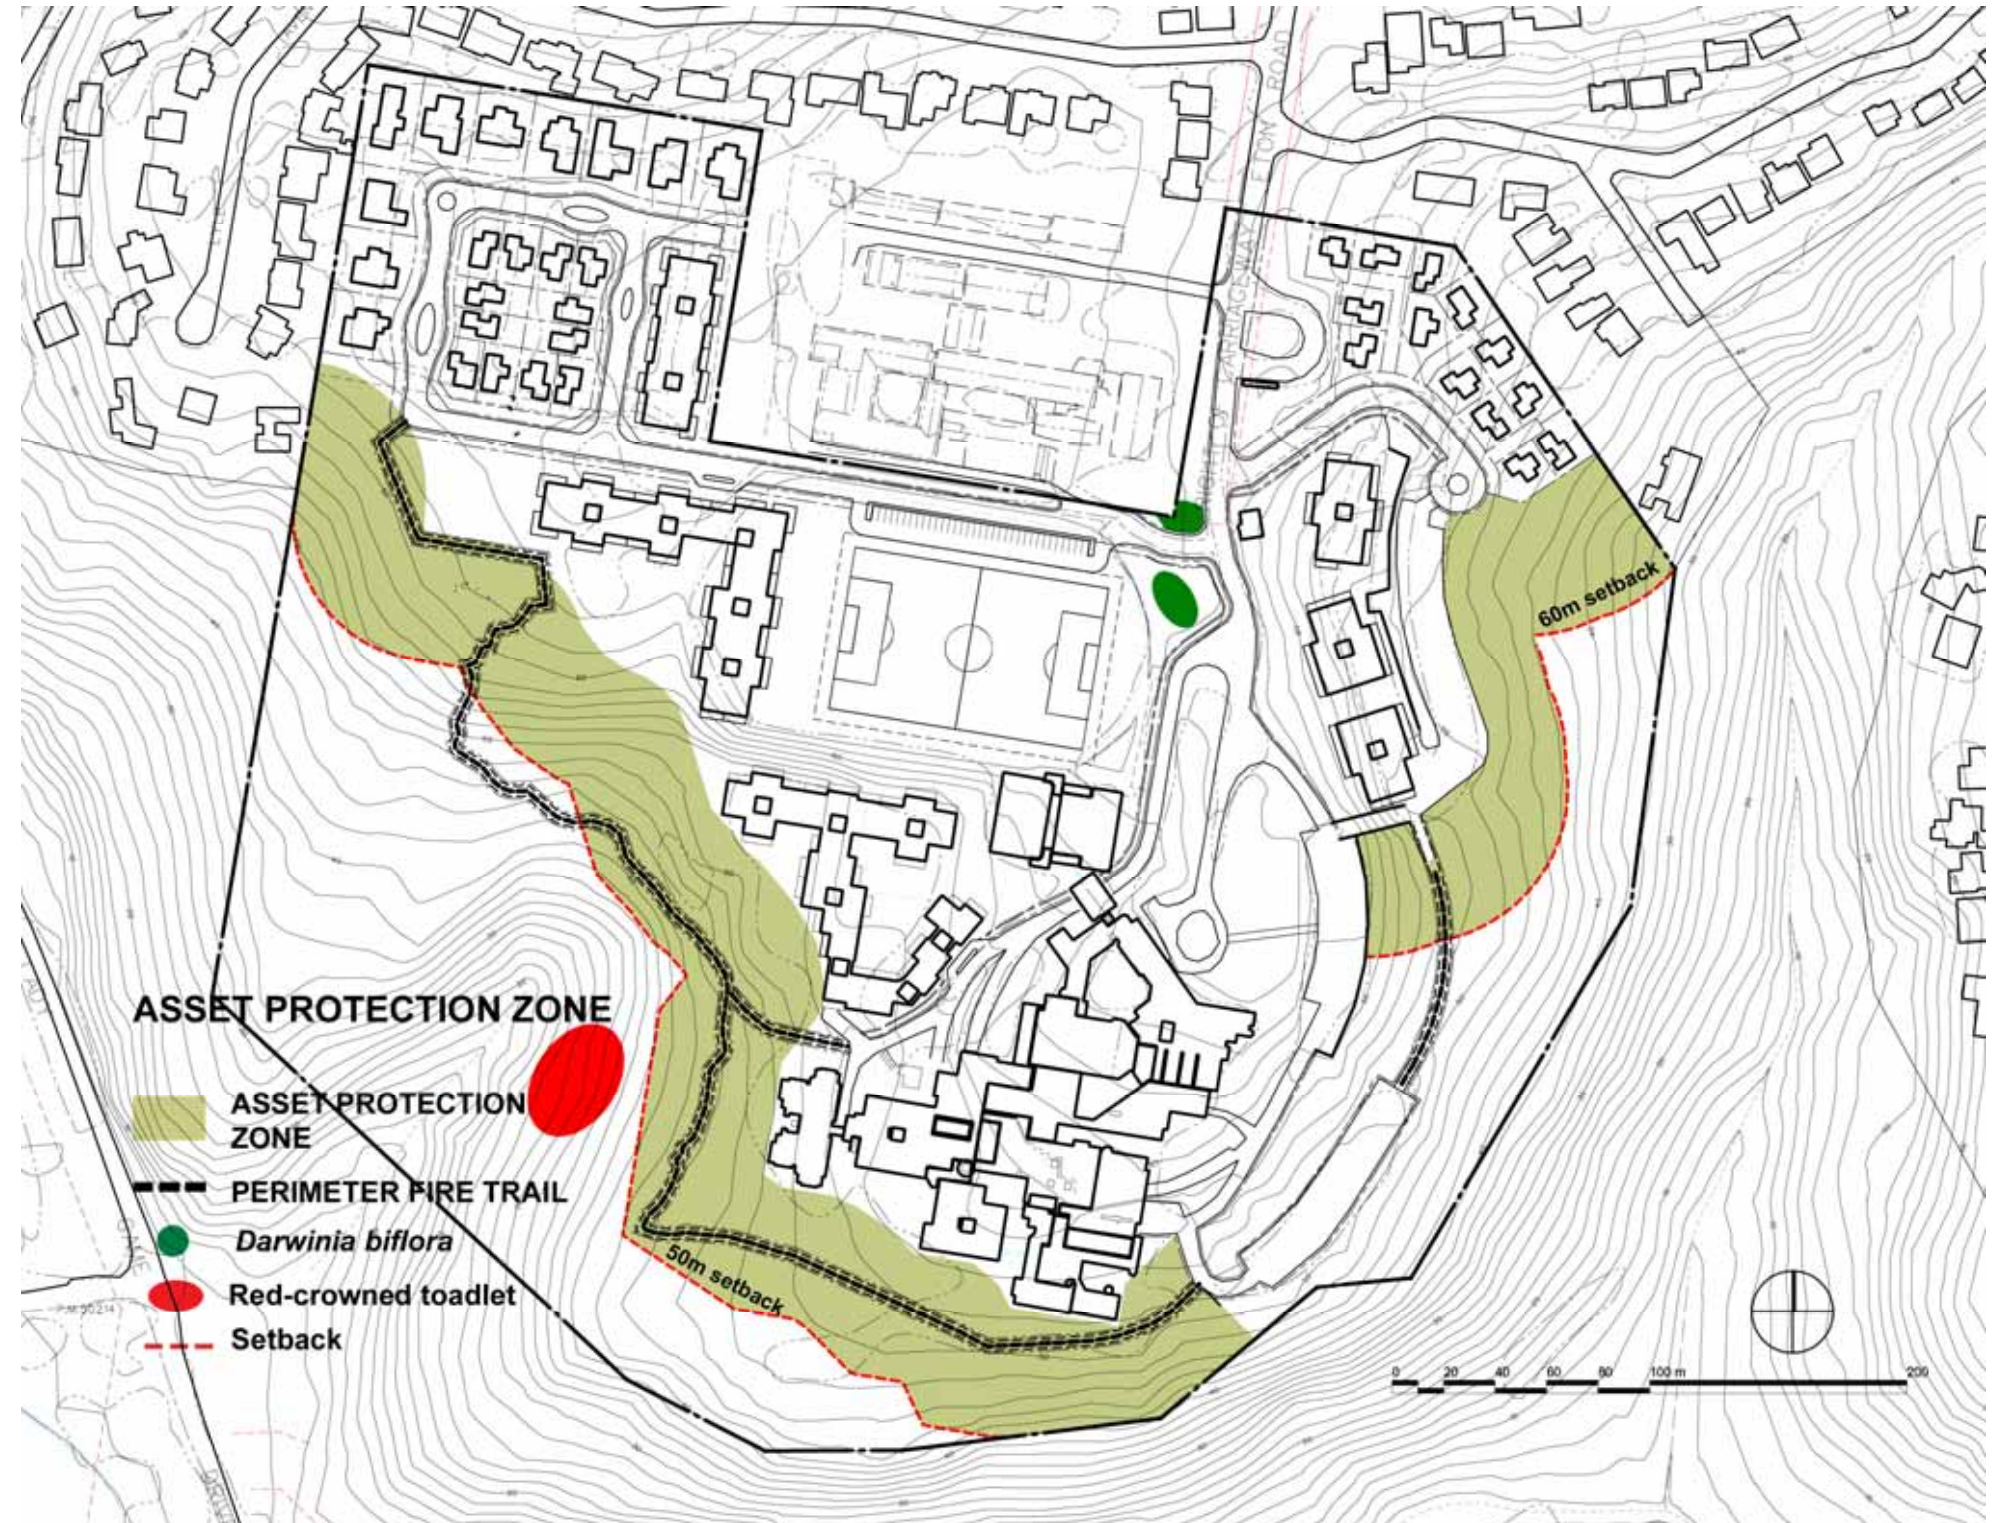 ROAD
60m setback
ASSET PROTECTION ZONE
ASSET PROTECTION
ZONE
PERIMETER FIRE TRAIL
Darwinia biflora
Red-crowned toadlet
Setback
50m setback
0 20 40 60 80 100 m 200